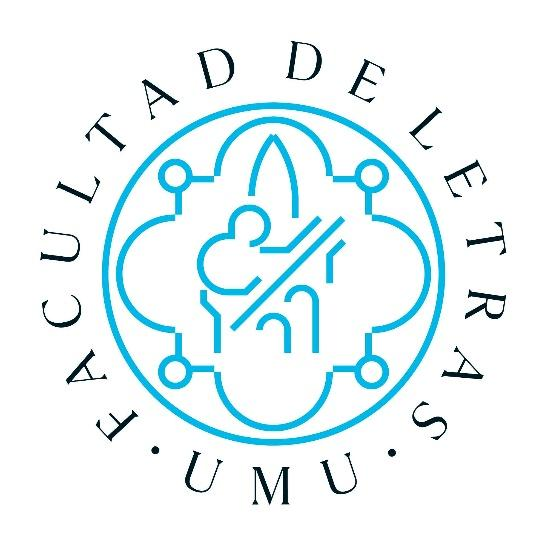 FACULTAD DE LETRAS
· UMU ·